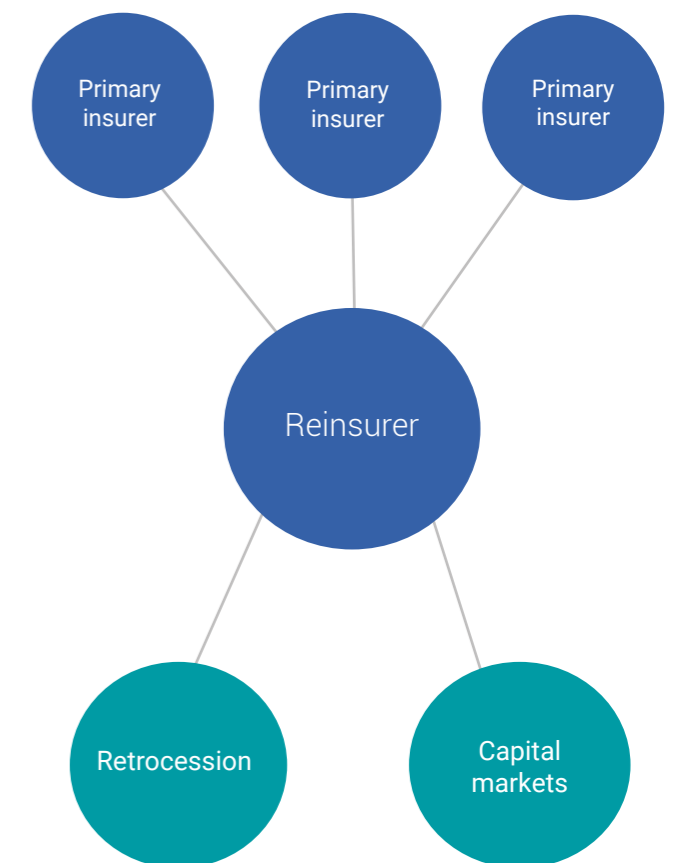 Primary
insurer
Primary
insurer
Primary
insurer
Reinsurer
Retrocession
Capital
markets